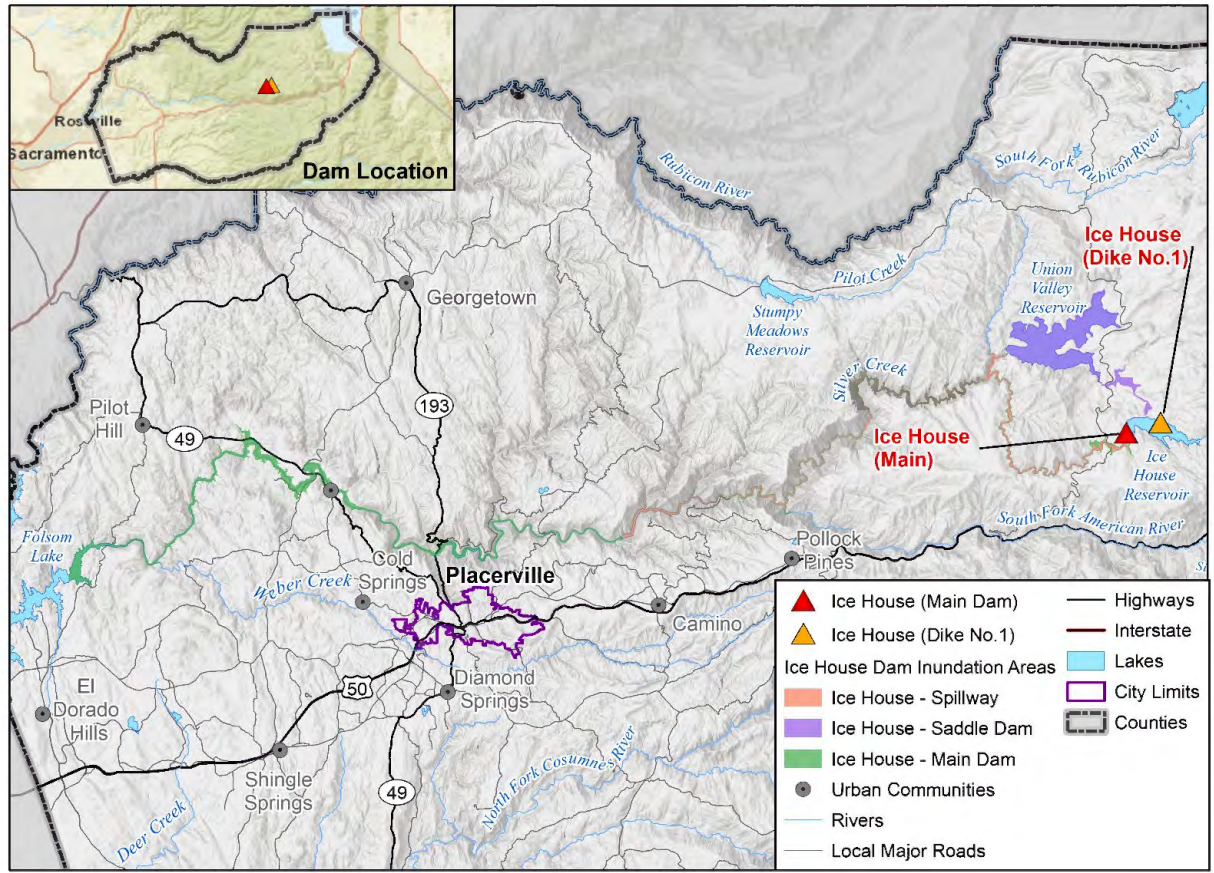 Roseville
Sacramento
Dam Location
Rubicon River
South Fork Rubicon River
Ice House
(Dike No.1)
Union
Valley
Reservoir
Pilot Creek
Georgetown
Stumpy
Meadows
Reservoir
Silver Creek
193
Pilot
Hill
49
Ice House
(Main)
Ice
House
Reservoir
South Fork American River
Folsom
Lake
Gold
Springs
Placerville
Pollock
Pines
Weber Creek
Camino
50
Diamond
Springs
El
Dorado
Hills
Shingle
Springs
49
North Fork Cosumnes River
Deer Creek
Ice House (Main Dam)
Ice House (Dike No.1)
Ice House Dam Inundation Areas
Ice House - Spillway
Ice House - Saddle Dam
Ice House - Main Dam
Urban Communities
Rivers
Local Major Roads
Highways
Interstate
Lakes
City Limits
Counties